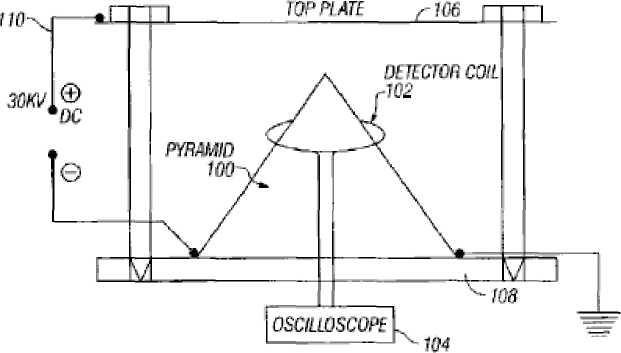 110
TOP PLATE
106
30KV
+
DC
-
DETECTOR COIL
102
PYRAMID
100
108
OSCILLOSCOPE
104